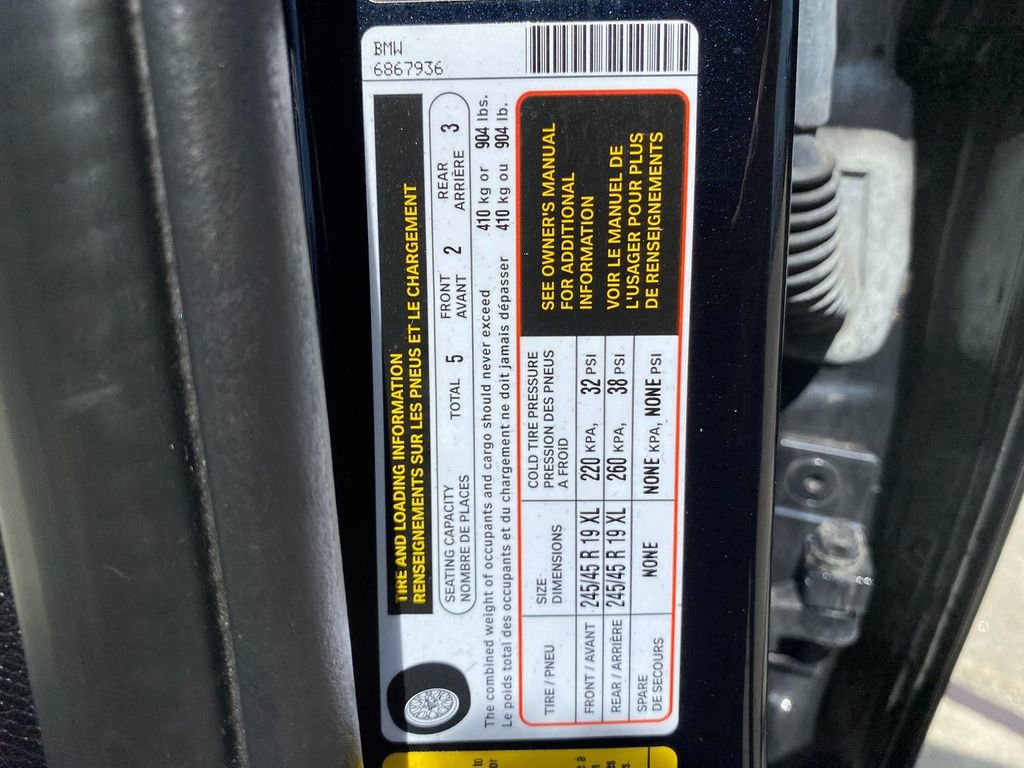 BMW
6867936
TIRE AND LOADING INFORMATION
RENSEIGNEMENTS SUR LES PNEUS ET LE CHARGEMENT
SEATING CAPACITY
NOMBRE DE PLACES
TOTAL 5
FRONT
AVANT 2
REAR
ARRIÈRE 3
The combined weight of occupants and cargo should never exceed 410 kg or 904 lbs.
Le poids total des occupants et du chargement ne doit jamais dépasser 410 kg ou 904 lb.
TIRE / PNEU
SIZE
DIMENSIONS
COLD TIRE PRESSURE
PRESSION DES PNEUS
A FROID
FRONT / AVANT 245/45 R 19 XL 220 KPA, 32 PSI
REAR / ARRIÈRE 245/45 R 19 XL 260 KPA, 38 PSI
SPARE
DE SECOURS
NONE NONE KPA, NONE PSI
SEE OWNER'S MANUAL
FOR ADDITIONAL
INFORMATION
VOIR LE MANUEL DE
L'USAGER POUR PLUS
DE RENSEIGNEMENTS
to
or